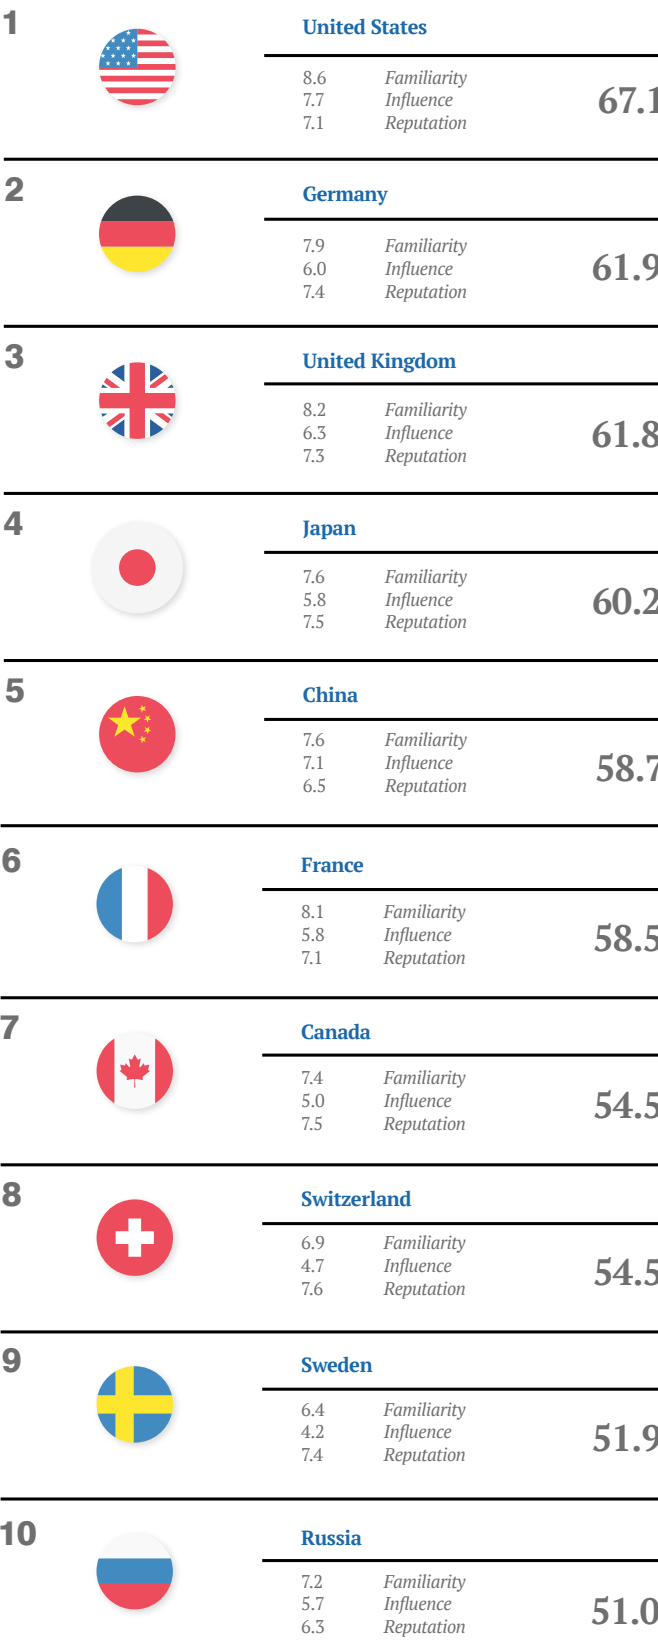 1
United States
8.6 Familiarity
7.7 Influence
7.1 Reputation
67.1
2
Germany
7.9 Familiarity
6.0 Influence
7.4 Reputation
61.9
3
United Kingdom
8.2 Familiarity
6.3 Influence
7.3 Reputation
61.8
4
Japan
7.6 Familiarity
5.8 Influence
7.5 Reputation
60.2
5
China
7.6 Familiarity
7.1 Influence
6.5 Reputation
58.7
6
France
8.1 Familiarity
5.8 Influence
7.1 Reputation
58.5
7
Canada
7.4 Familiarity
5.0 Influence
7.5 Reputation
54.5
8
Switzerland
6.9 Familiarity
4.7 Influence
7.6 Reputation
54.5
9
Sweden
6.4 Familiarity
4.2 Influence
7.4 Reputation
51.9
10
Russia
7.2 Familiarity
5.7 Influence
6.3 Reputation
51.0